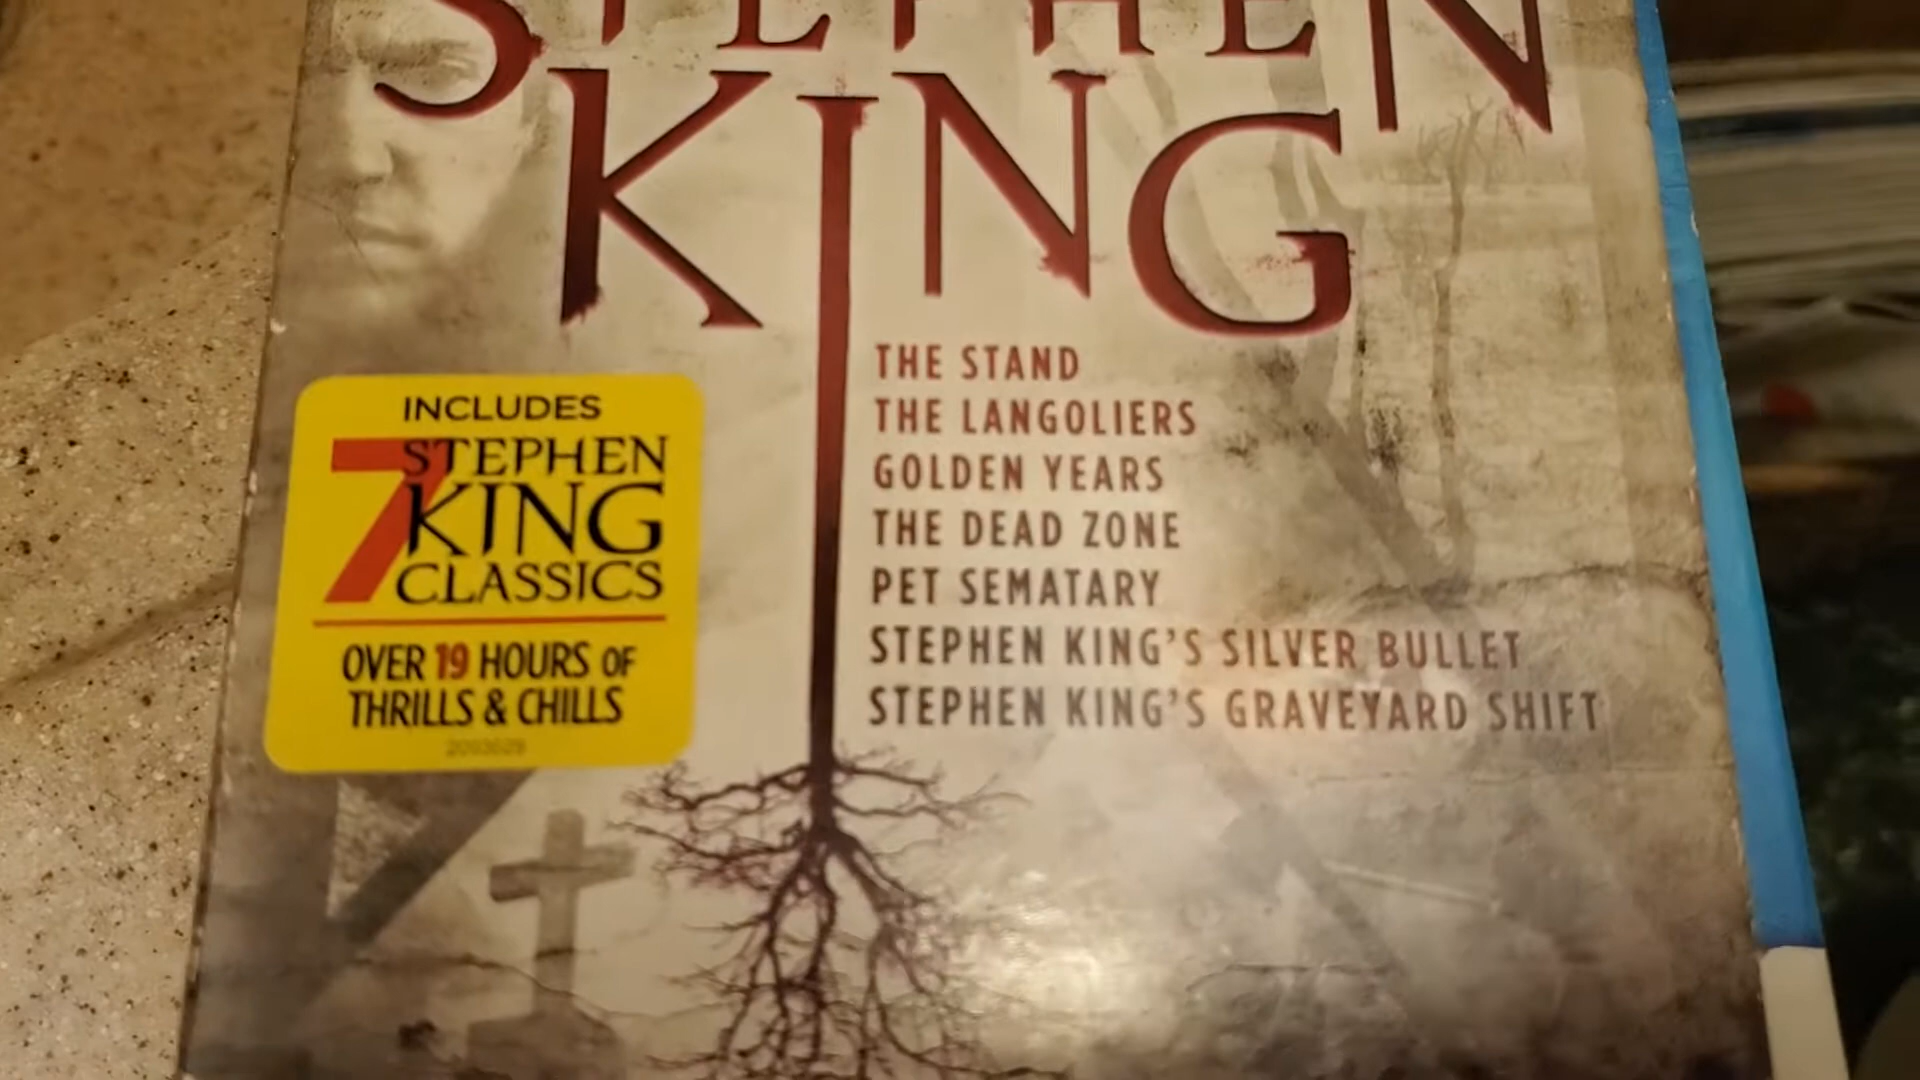 STEPHEN
KING
THE STAND
THE LANGOLIERS
GOLDEN YEARS
THE DEAD ZONE
PET SEMATARY
STEPHEN KING'S SILVER BULLET
STEPHEN KING'S GRAVEYARD SHIFT
INCLUDES
7 STEPHEN
KING
CLASSICS
OVER 19 HOURS OF
THRILLS & CHILLS